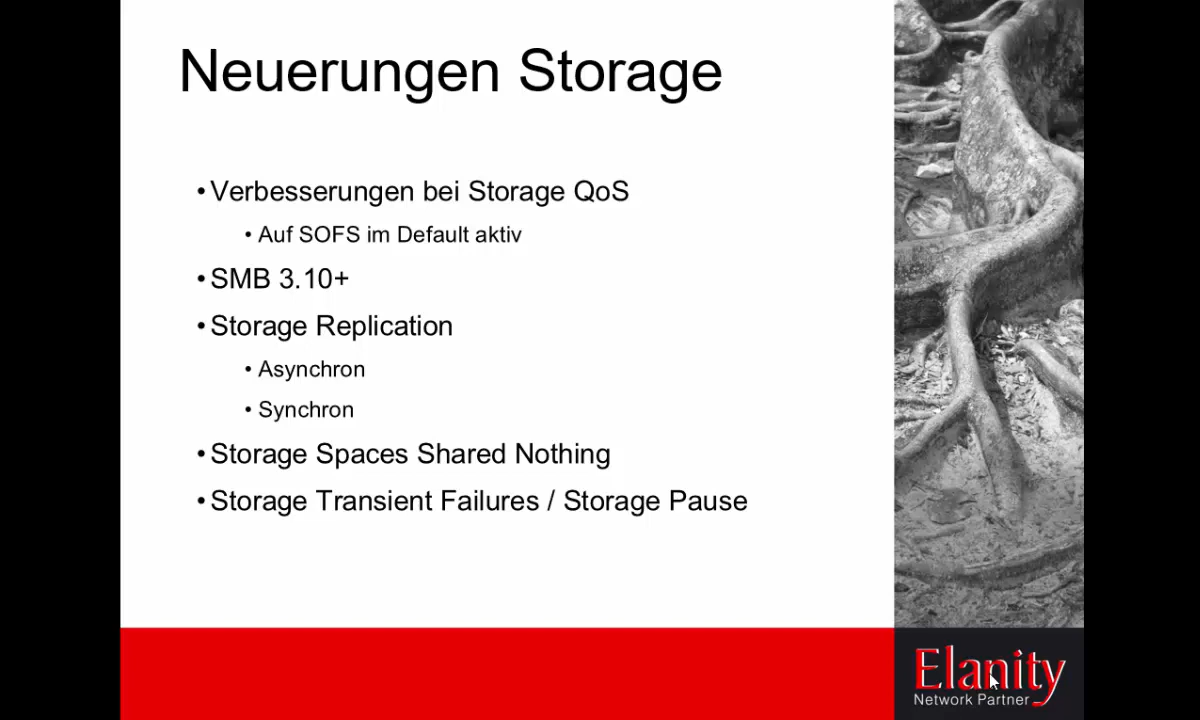 Neuerungen Storage
• Verbesserungen bei Storage QoS
• Auf SOFS im Default aktiv
• SMB 3.10+
• Storage Replication
• Asynchron
• Synchron
• Storage Spaces Shared Nothing
• Storage Transient Failures / Storage Pause
Elanity
Network Partner